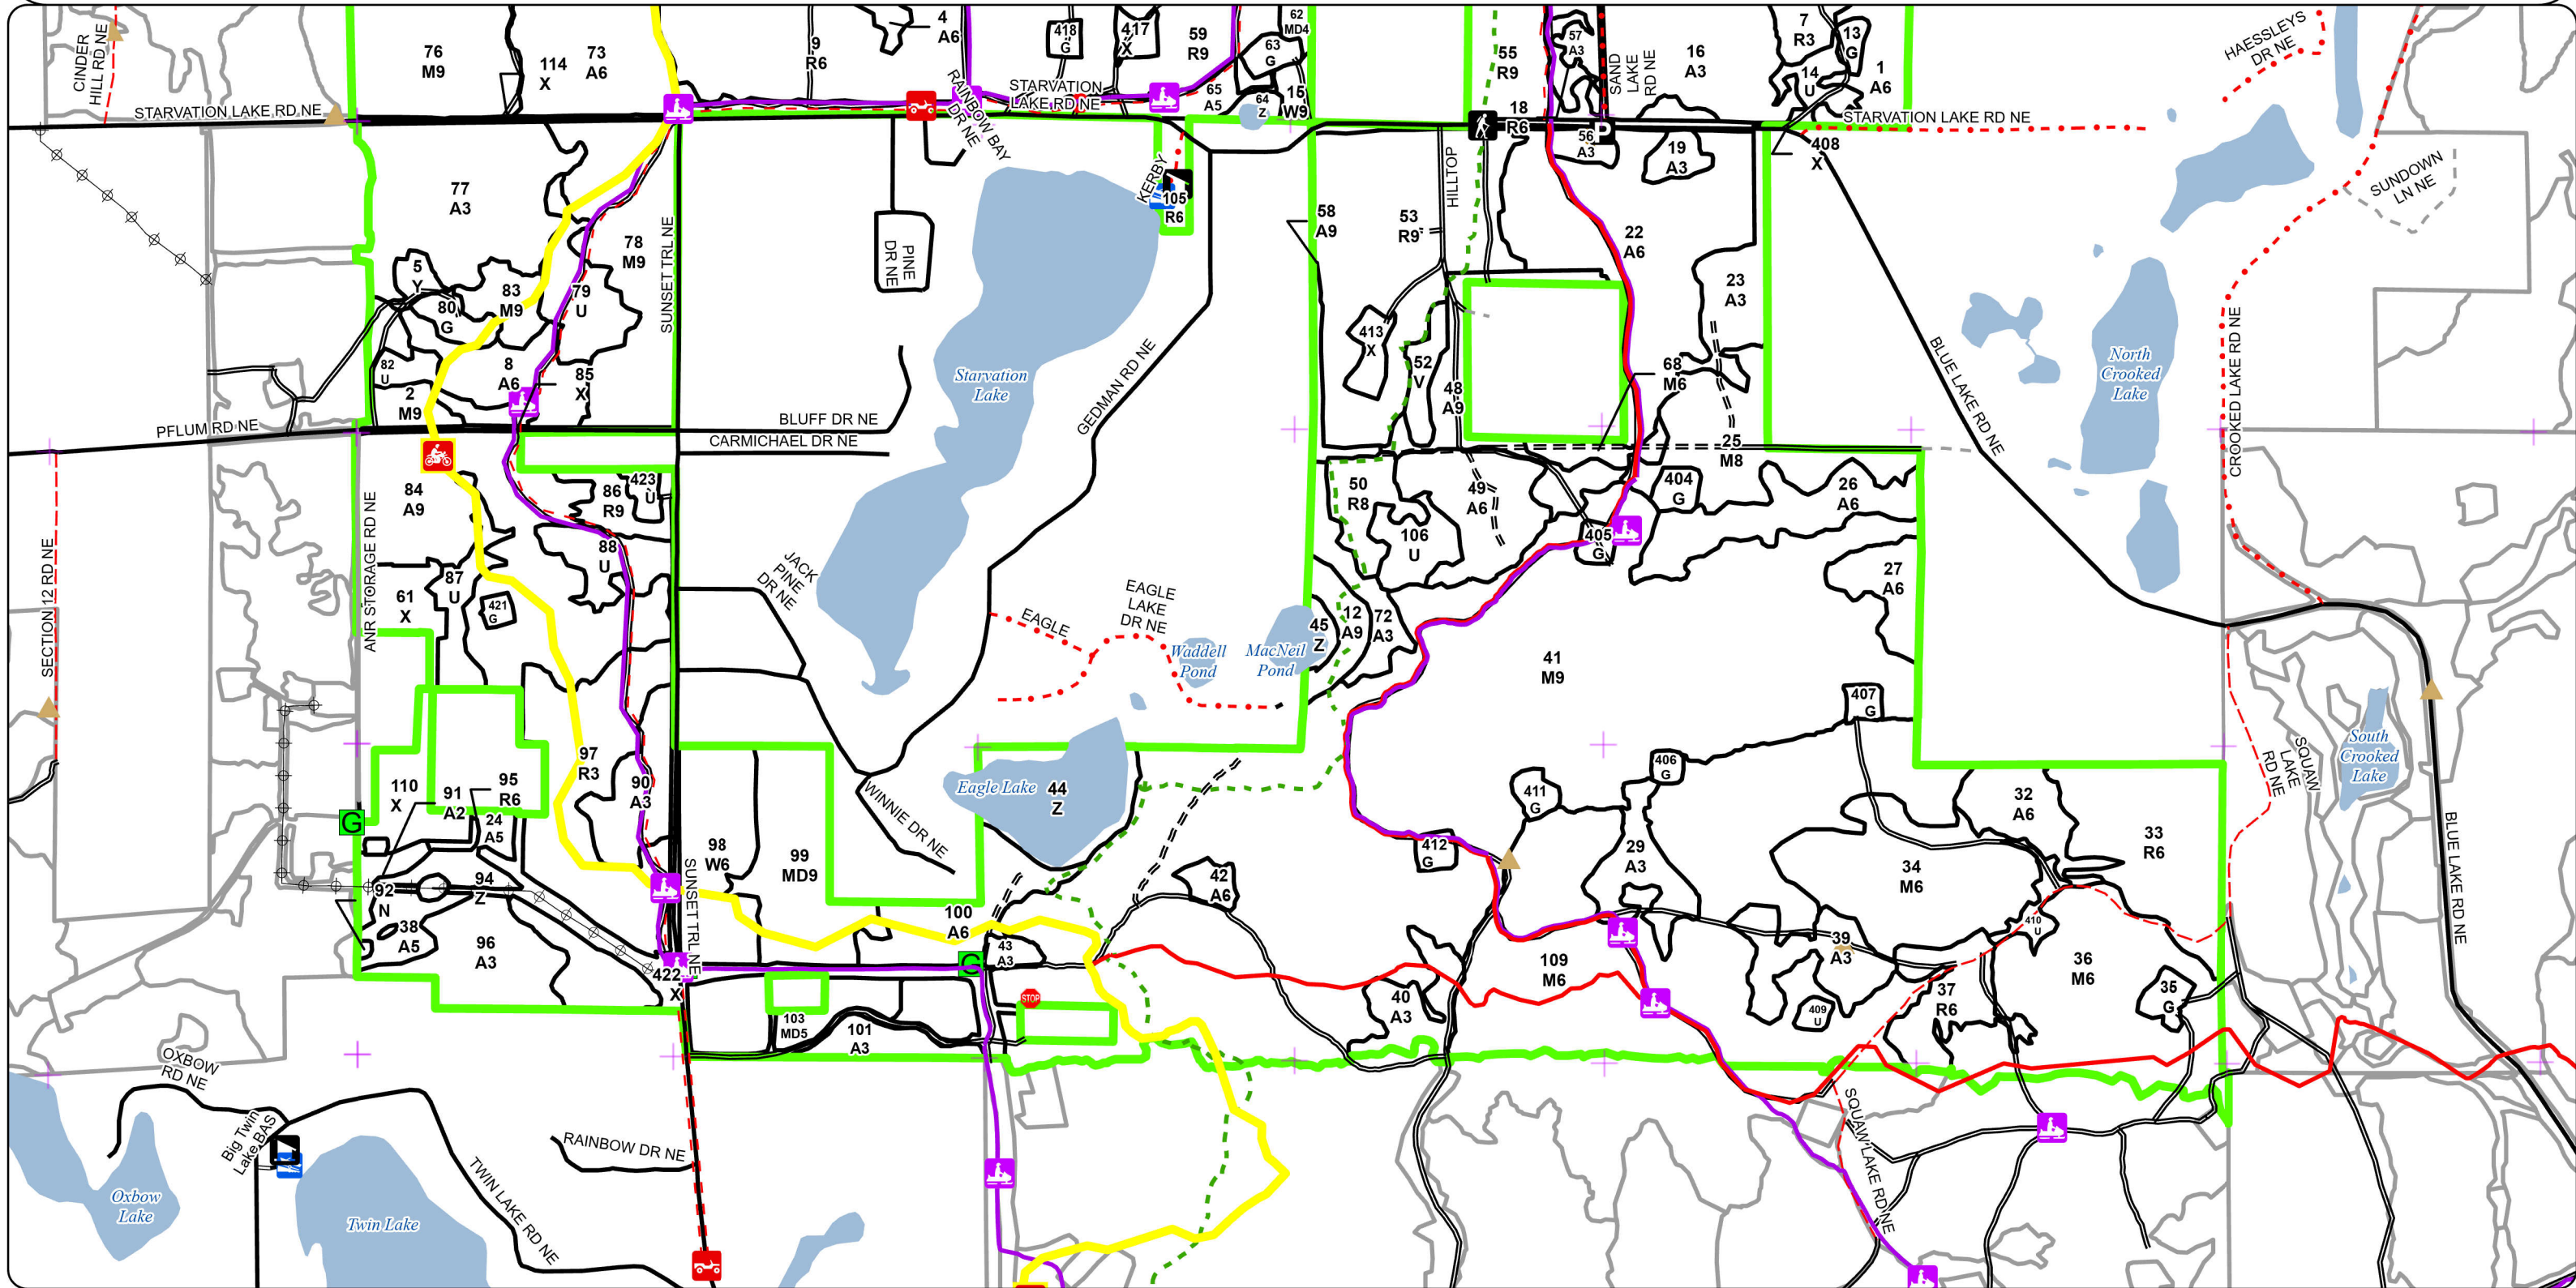 CINDER
HILL RD NE
76
M9
114
X
73
A6
9
R6
4
A6
418
G
417
X
59
R9
62
MD4
63
G
55
R9
57
A3
SAND
LAKE
RD NE
16
A3
7
R3
13
G
14
U
1
A6
HAESSLEYS
DR NE
STARVATION LAKE RD NE
RAINBOW BAY
DR NE
STARVATION
LAKE RD NE
65
A5
64
Z
15
W9
18
R6
56
A3
P
19
A3
STARVATION LAKE RD NE
408
X
SUNDOWN
LN NE
77
A3
78
M9
SUNSET TRL NE
PINE
DR NE
KERBY
105
R6
58
A9
53
R9
HILLTOP
22
A6
23
A3
5
Y
80
G
83
M9
79
U
82
U
2
M9
8
A6
85
X
Starvation
Lake
GEDMAN RD NE
413
X
52
V
48
A9
68
M6
BLUE LAKE RD NE
North
Crooked
Lake
CROOKED LAKE RD NE
PFLUM RD NE
BLUFF DR NE
CARMICHAEL DR NE
25
M8
84
A9
86
R9
423
U
50
R8
49
A6
106
U
404
G
405
G
26
A6
SECTION 12 RD NE
ANR STORAGE RD NE
88
U
87
U
61
X
421
G
JACK
PINE
DR NE
EAGLE
EAGLE
LAKE
DR NE
Waddell
Pond
MacNeil
Pond
45
Z
12
A9
72
A3
27
A6
41
M9
407
G
SQUAW
LAKE
RD NE
South
Crooked
Lake
97
R3
90
A3
110
X
91
A2
95
R6
24
A5
G
98
W6
99
MD9
WINNIE DR NE
Eagle Lake
44
Z
406
G
411
G
412
G
29
A3
32
A6
33
R6
34
M6
BLUE LAKE RD NE
92
N
94
Z
38
A5
96
A3
SUNSET TRL NE
100
A6
42
A6
43
A3
G
109
M6
39
A3
410
U
36
M6
422
X
STOP
103
MD5
101
A3
40
A3
409
U
37
R6
35
G
OXBOW
RD NE
Big Twin
Lake BAS
RAINBOW DR NE
TWIN LAKE RD NE
Oxbow
Lake
Twin Lake
SQUAW LAKE RD NE